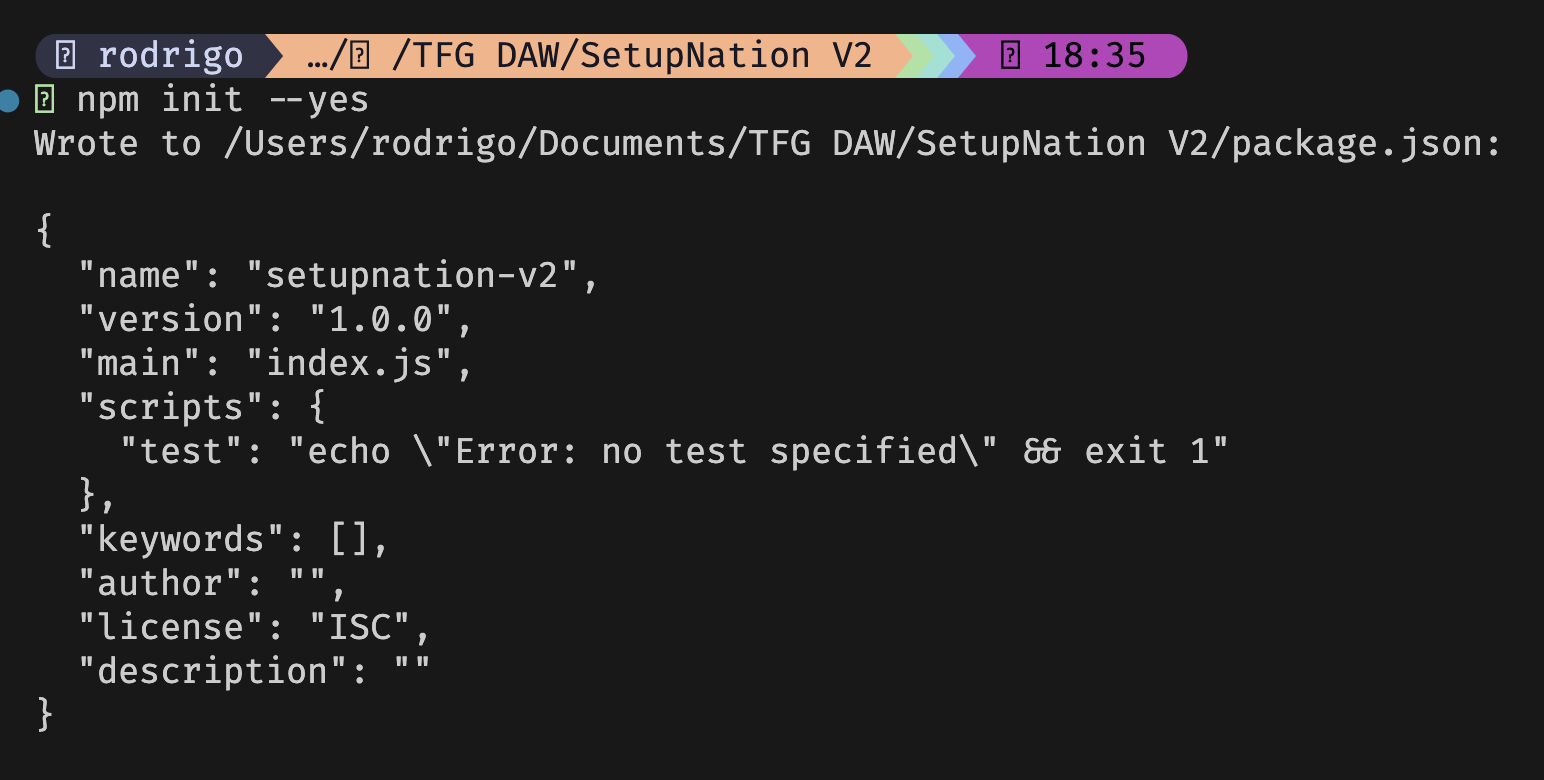 rodrigo …/ /TFG DAW/SetupNation V2 18:35
npm init --yes
Wrote to /Users/rodrigo/Documents/TFG DAW/SetupNation V2/package.json:
{
"name": "setupnation-v2",
"version": "1.0.0",
"main": "index.js",
"scripts": {
"test": "echo \"Error: no test specified\" && exit 1"
},
"keywords": [],
"author": "",
"license": "ISC",
"description": ""
}